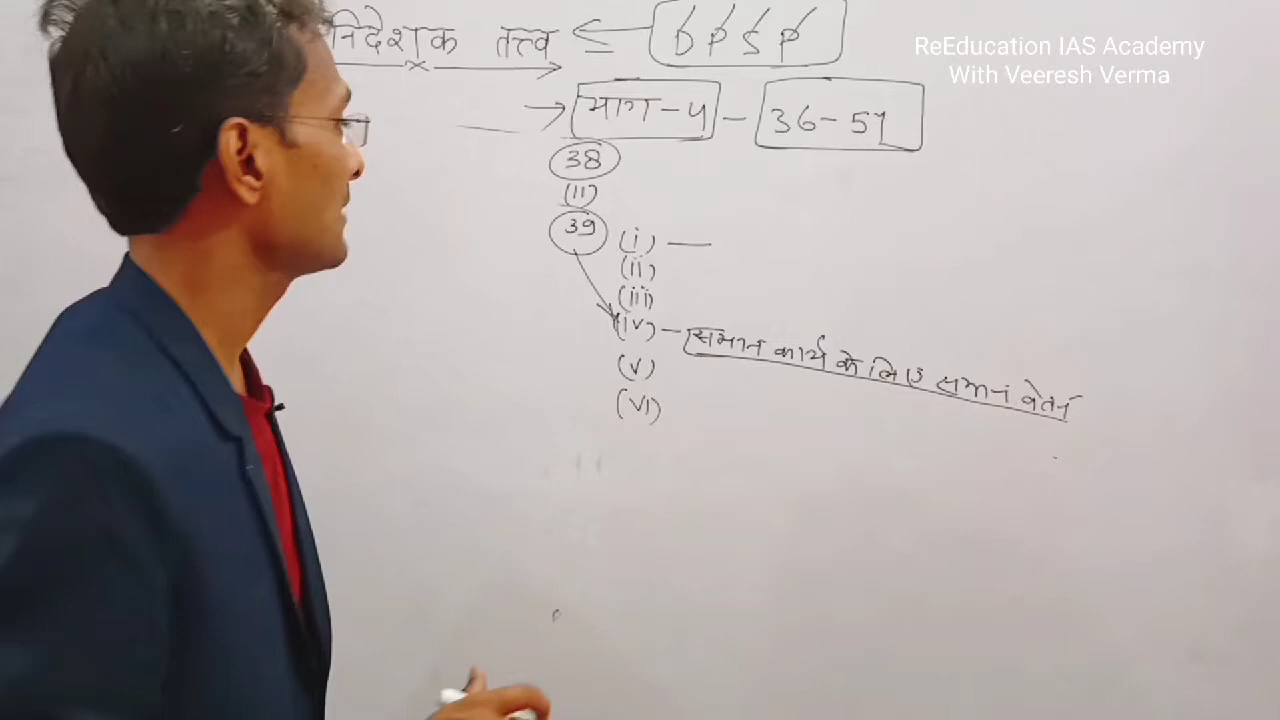 निदेशक तत्त्व DPSP
ReEducation IAS Academy
With Veeresh Verma
भाग-4 - 36-51
38
(ii)
39
(i)
(ii)
(iii)
(iv) - समान कार्य के लिए समान वेतन
(v)
(vi)